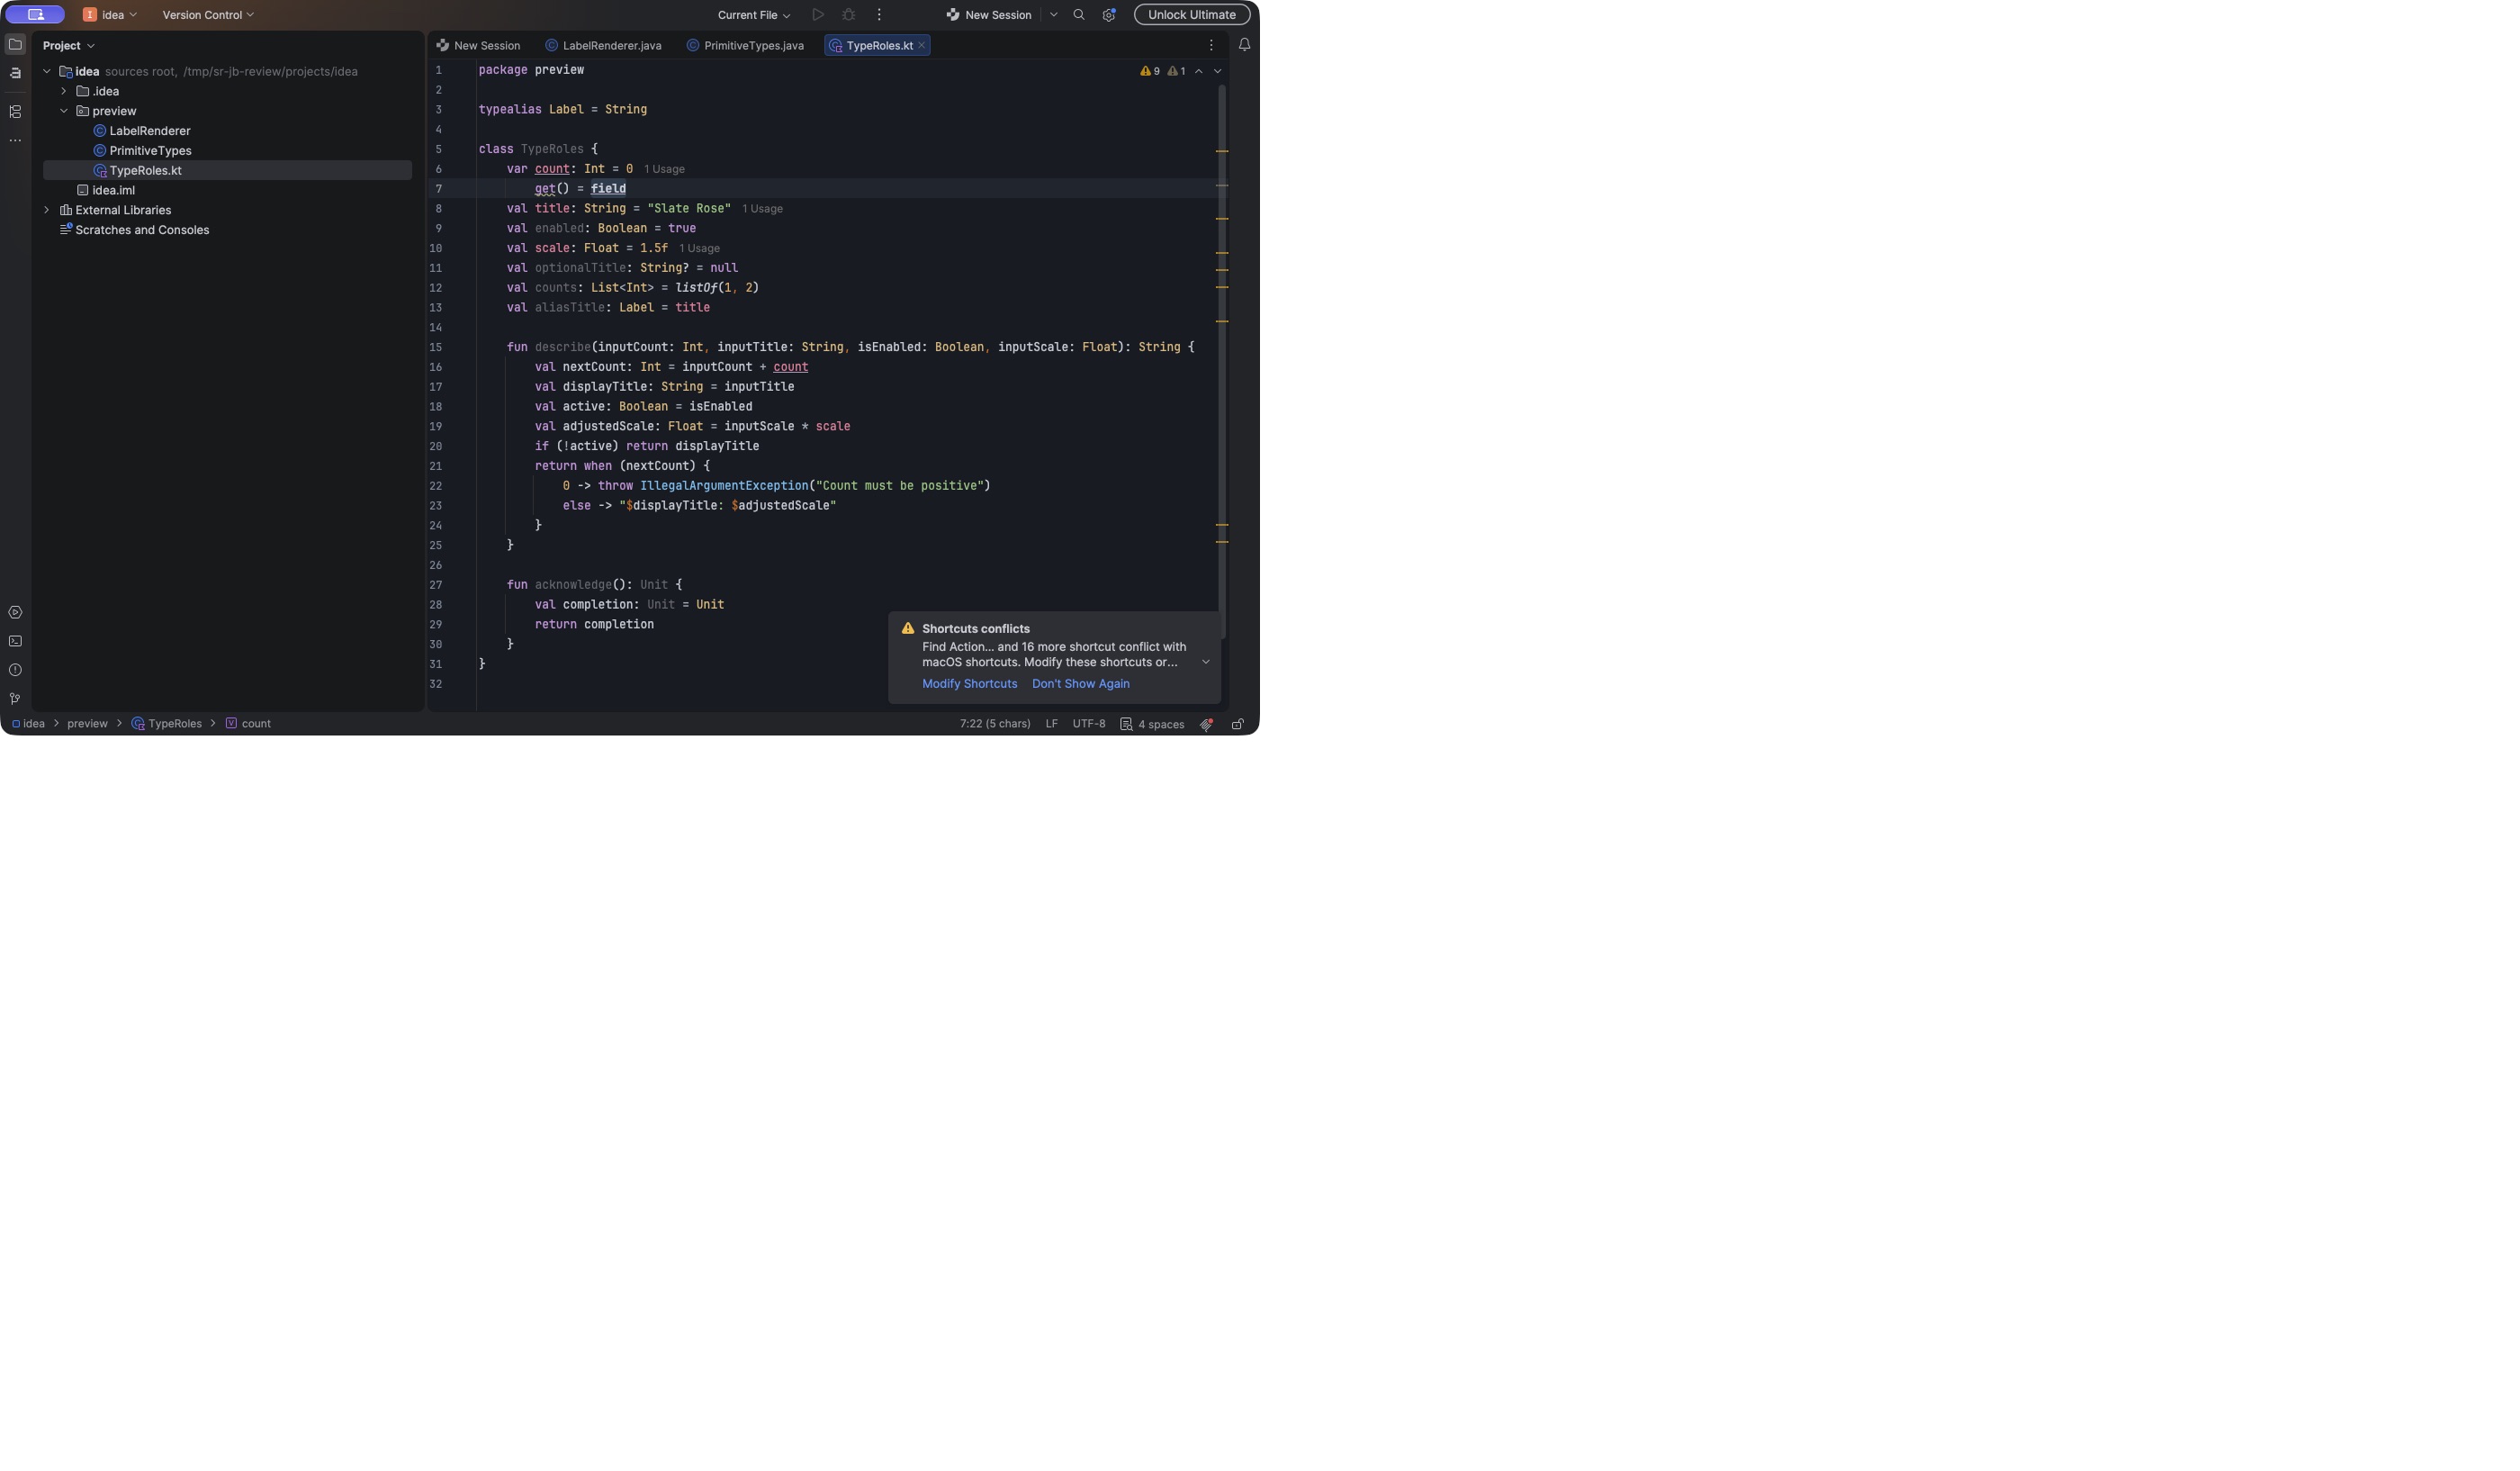 idea
Version Control
Current File
New Session
Unlock Ultimate
Project
idea sources root, /tmp/sr-jb-review/projects/idea
.idea
preview
LabelRenderer
PrimitiveTypes
TypeRoles.kt
idea.iml
External Libraries
Scratches and Consoles
New Session
LabelRenderer.java
PrimitiveTypes.java
TypeRoles.kt
9
1
1 package preview
2
3 typealias Label = String
4
5 class TypeRoles {
6 var count: Int = 0 1 Usage
7 get() = field
8 val title: String = "Slate Rose" 1 Usage
9 val enabled: Boolean = true
10 val scale: Float = 1.5f 1 Usage
11 val optionalTitle: String? = null
12 val counts: List<Int> = listOf(1, 2)
13 val aliasTitle: Label = title
14
15 fun describe(inputCount: Int, inputTitle: String, isEnabled: Boolean, inputScale: Float): String {
16 val nextCount: Int = inputCount + count
17 val displayTitle: String = inputTitle
18 val active: Boolean = isEnabled
19 val adjustedScale: Float = inputScale * scale
20 if (!active) return displayTitle
21 return when (nextCount) {
22 0 -> throw IllegalArgumentException("Count must be positive")
23 else -> "$displayTitle: $adjustedScale"
24 }
25 }
26
27 fun acknowledge(): Unit {
28 val completion: Unit = Unit
29 return completion
30 }
31 }
32
Shortcuts conflicts
Find Action... and 16 more shortcut conflict with
macOS shortcuts. Modify these shortcuts or...
Modify Shortcuts Don't Show Again
idea preview TypeRoles count
7:22 (5 chars) LF UTF-8 4 spaces